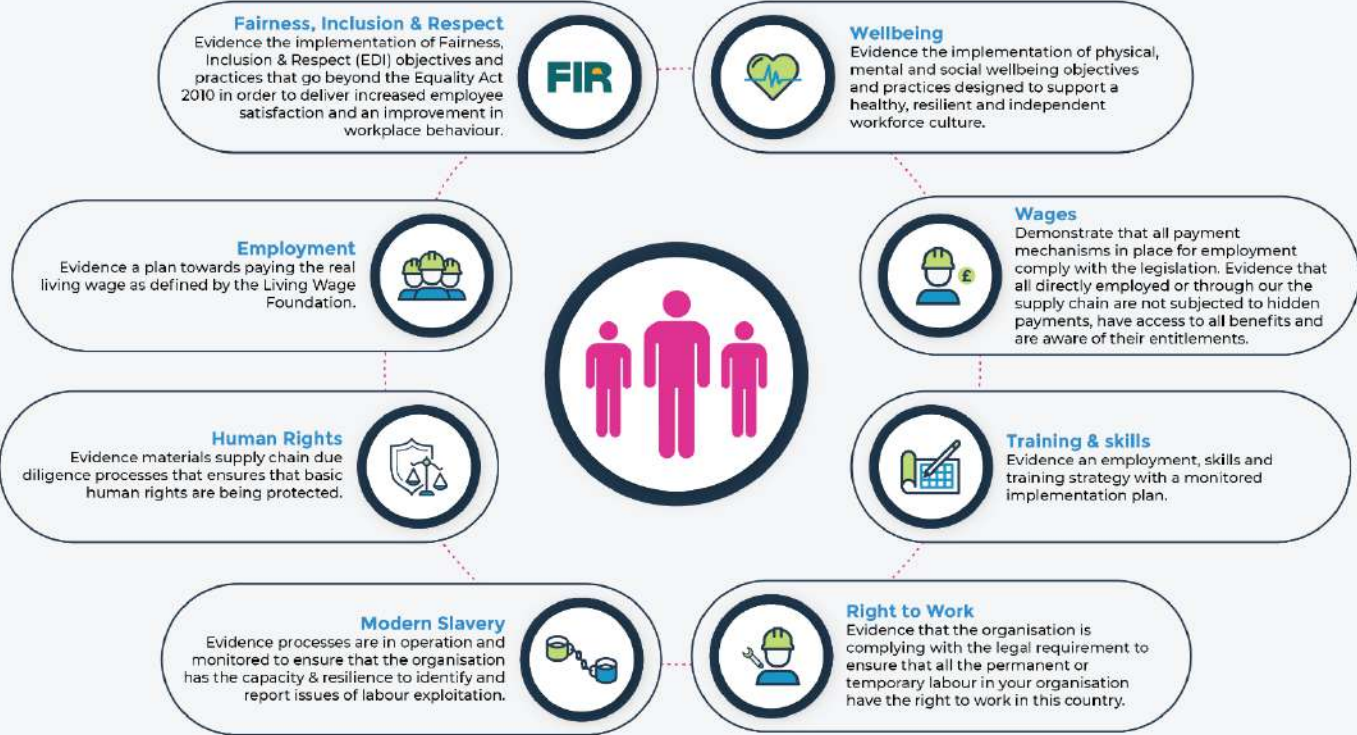 Fairness, Inclusion & Respect
Evidence the implementation of Fairness,
Inclusion & Respect (EDI) objectives and
practices that go beyond the Equality Act
2010 in order to deliver increased employee
satisfaction and an improvement in
workplace behaviour.
FIR
Wellbeing
Evidence the implementation of physical,
mental and social wellbeing objectives
and practices designed to support a
healthy, resilient and independent
workforce culture.
Employment
Evidence a plan towards paying the real
living wage as defined by the Living Wage
Foundation.
Wages
Demonstrate that all payment
mechanisms in place for employment
comply with the legislation. Evidence that
all directly employed or through our the
supply chain are not subjected to hidden
payments, have access to all benefits and
are aware of their entitlements.
£
Human Rights
Evidence materials supply chain due
diligence processes that ensures that basic
human rights are being protected.
Training & skills
Evidence an employment, skills and
training strategy with a monitored
implementation plan.
Modern Slavery
Evidence processes are in operation and
monitored to ensure that the organisation
has the capacity & resilience to identify and
report issues of labour exploitation.
Right to Work
Evidence that the organisation is
complying with the legal requirement to
ensure that all the permanent or
temporary labour in your organisation
have the right to work in this country.